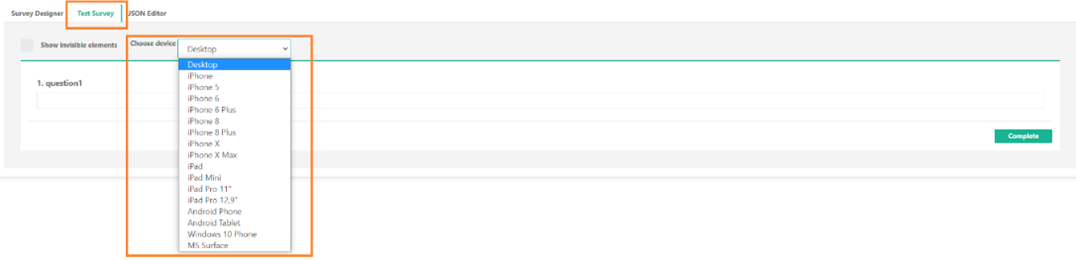 Survey Designer Test Survey JSON Editor
Show invisible elements Choose device Desktop
Desktop
iPhone
iPhone 5
iPhone 6
iPhone 6 Plus
iPhone 8
iPhone 8 Plus
iPhone X
iPhone X Max
iPad
iPad Mini
iPad Pro 11"
iPad Pro 12,9"
Android Phone
Android Tablet
Windows 10 Phone
MS Surface
1. question1
Complete